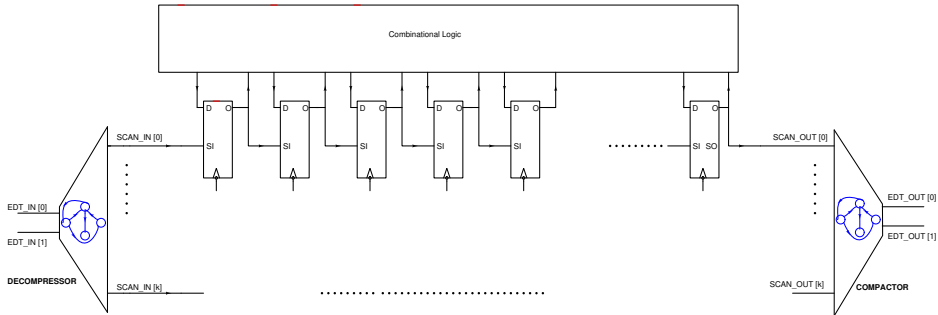 Combinational Logic
D O D O D O D O D O D O
SCAN_IN [0] SCAN_OUT [0]
SI SI SI SI SI SI SO
EDT_IN [0] EDT_OUT [0]
EDT_IN [1] EDT_OUT [1]
DECOMPRESSOR SCAN_IN [k] SCAN_OUT [k] COMPACTOR